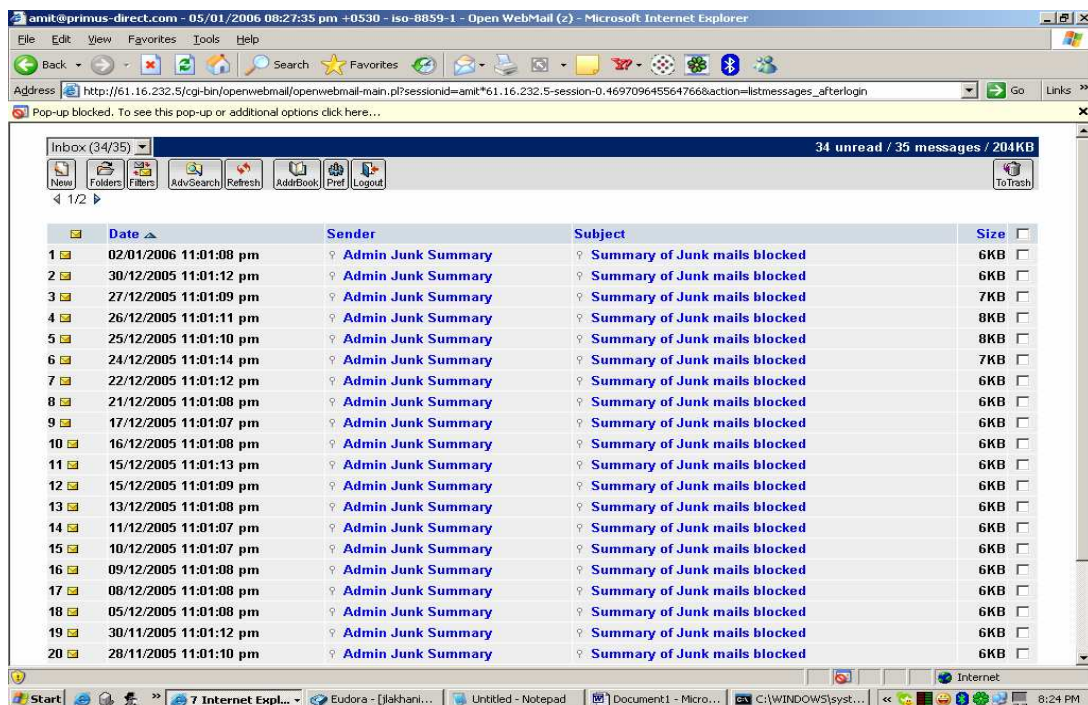 amit@primus-direct.com - 05/01/2006 08:27:35 pm +0530 - iso-8859-1 - Open WebMail (z) - Microsoft Internet Explorer
File Edit View Favorites Tools Help
Back Search Favorites
Address http://61.16.232.5/cgi-bin/openwebmail/openwebmail-main.pl?sessionid=amit*61.16.232.5-session-0.469709645564766&action=listmessages_afterlogin Go Links »
Pop-up blocked. To see this pop-up or additional options click here... x
Inbox (34/35) 34 unread / 35 messages / 204KB
New Folders Filters AdvSearch Refresh AddrBook Pref Logout ToTrash
1/2
Date Sender Subject Size
1 02/01/2006 11:01:08 pm Admin Junk Summary Summary of Junk mails blocked 6KB
2 30/12/2005 11:01:12 pm Admin Junk Summary Summary of Junk mails blocked 6KB
3 27/12/2005 11:01:09 pm Admin Junk Summary Summary of Junk mails blocked 7KB
4 26/12/2005 11:01:11 pm Admin Junk Summary Summary of Junk mails blocked 8KB
5 25/12/2005 11:01:10 pm Admin Junk Summary Summary of Junk mails blocked 8KB
6 24/12/2005 11:01:14 pm Admin Junk Summary Summary of Junk mails blocked 7KB
7 22/12/2005 11:01:12 pm Admin Junk Summary Summary of Junk mails blocked 6KB
8 21/12/2005 11:01:08 pm Admin Junk Summary Summary of Junk mails blocked 6KB
9 17/12/2005 11:01:07 pm Admin Junk Summary Summary of Junk mails blocked 6KB
10 16/12/2005 11:01:08 pm Admin Junk Summary Summary of Junk mails blocked 6KB
11 15/12/2005 11:01:13 pm Admin Junk Summary Summary of Junk mails blocked 6KB
12 15/12/2005 11:01:09 pm Admin Junk Summary Summary of Junk mails blocked 6KB
13 13/12/2005 11:01:08 pm Admin Junk Summary Summary of Junk mails blocked 6KB
14 11/12/2005 11:01:07 pm Admin Junk Summary Summary of Junk mails blocked 6KB
15 10/12/2005 11:01:07 pm Admin Junk Summary Summary of Junk mails blocked 6KB
16 09/12/2005 11:01:08 pm Admin Junk Summary Summary of Junk mails blocked 6KB
17 08/12/2005 11:01:08 pm Admin Junk Summary Summary of Junk mails blocked 6KB
18 05/12/2005 11:01:08 pm Admin Junk Summary Summary of Junk mails blocked 6KB
19 30/11/2005 11:01:12 pm Admin Junk Summary Summary of Junk mails blocked 6KB
20 28/11/2005 11:01:10 pm Admin Junk Summary Summary of Junk mails blocked 6KB
Internet
Start » 7 Internet Expl... Eudora - [jlakhani... Untitled - Notepad Document1 - Micro... C:\WINDOWS\syst... « 8:24 PM